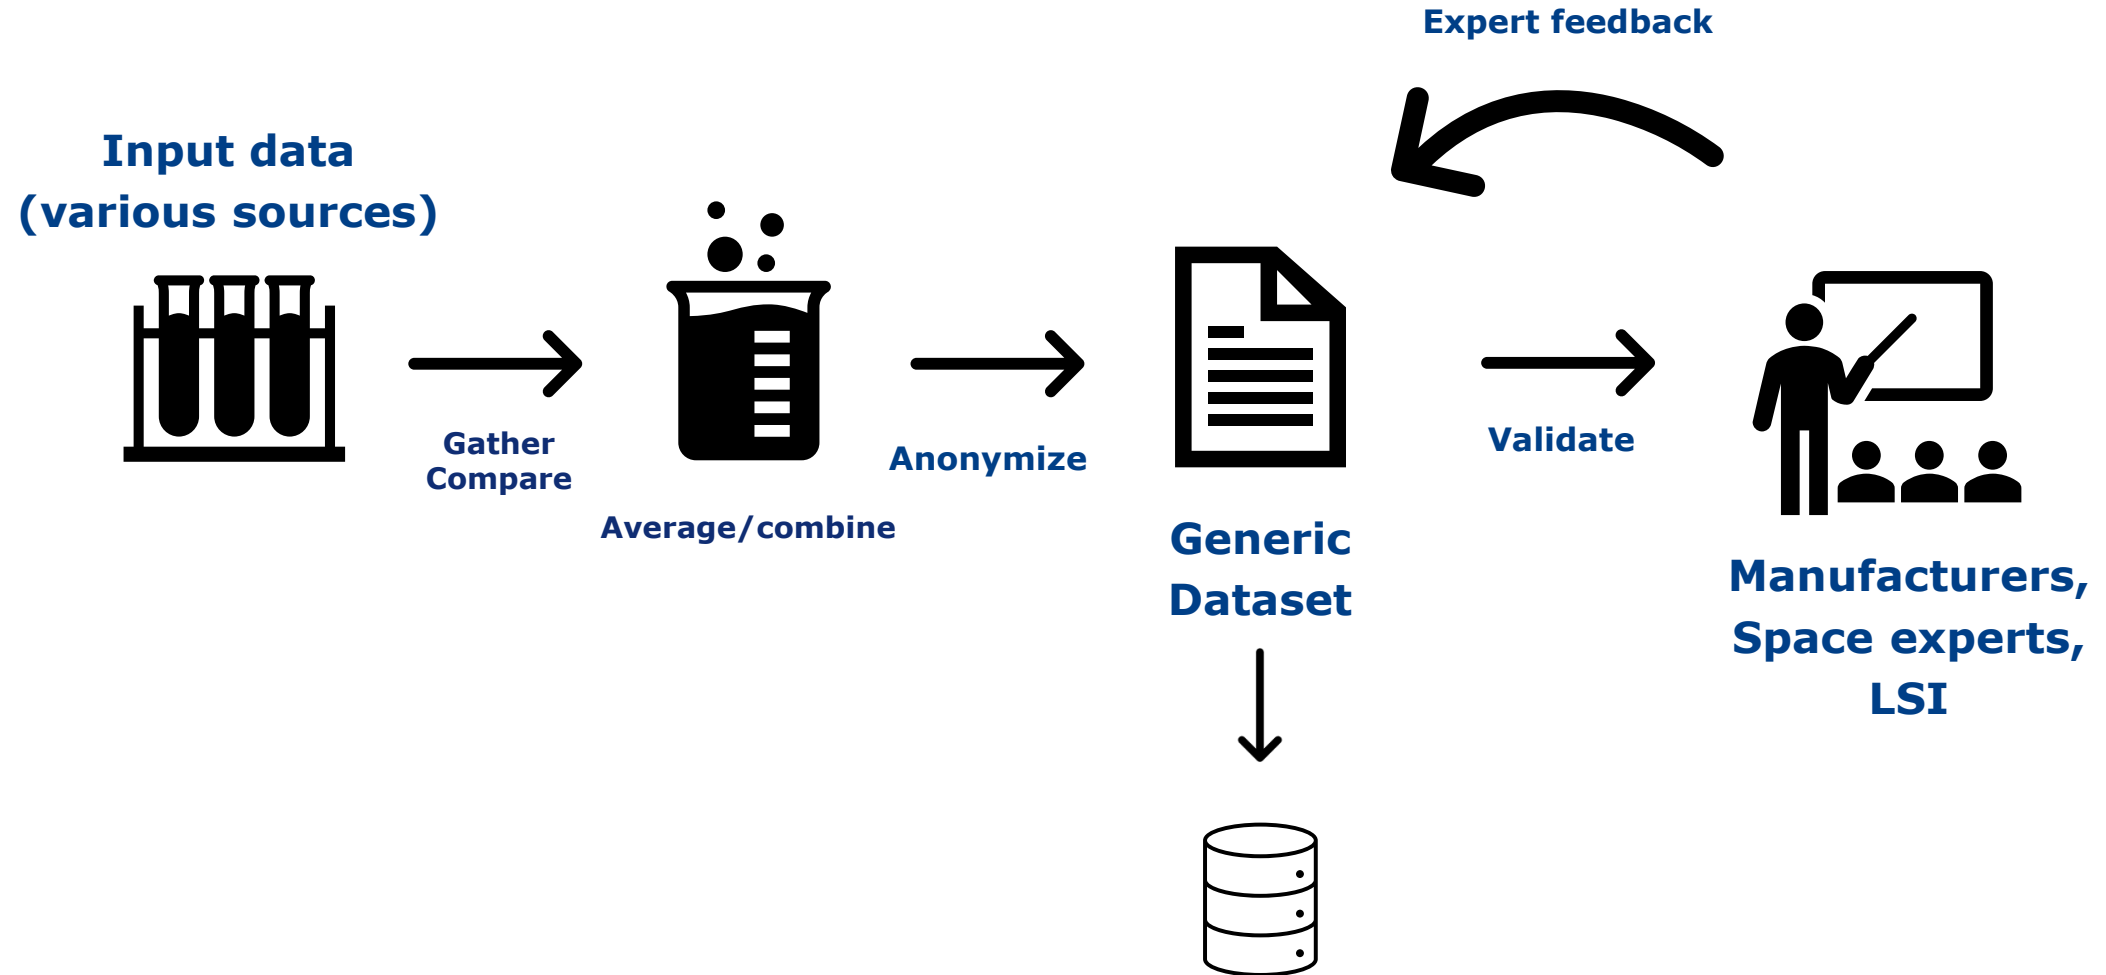 Expert feedback
Input data
(various sources)
Gather
Compare
Average/combine
Anonymize
Generic
Dataset
Validate
Manufacturers,
Space experts,
LSI